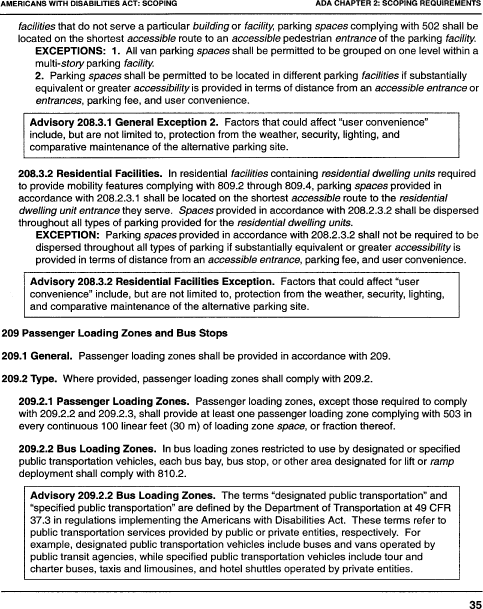 AMERICANS WITH DISABILITIES ACT: SCOPING
ADA CHAPTER 2: SCOPING REQUIREMENTS
facilities that do not serve a particular building or facility, parking spaces complying with 502 shall be
located on the shortest accessible route to an accessible pedestrian entrance of the parking facility.
EXCEPTIONS: 1. All van parking spaces shall be permitted to be grouped on one level within a
multi-story parking facility.
2. Parking spaces shall be permitted to be located in different parking facilities if substantially
equivalent or greater accessibility is provided in terms of distance from an accessible entrance or
entrances, parking fee, and user convenience.
Advisory 208.3.1 General Exception 2. Factors that could affect “user convenience”
include, but are not limited to, protection from the weather, security, lighting, and
comparative maintenance of the alternative parking site.
208.3.2 Residential Facilities. In residential facilities containing residential dwelling units required
to provide mobility features complying with 809.2 through 809.4, parking spaces provided in
accordance with 208.2.3.1 shall be located on the shortest accessible route to the residential
dwelling unit entrance they serve. Spaces provided in accordance with 208.2.3.2 shall be dispersed
throughout all types of parking provided for the residential dwelling units.
EXCEPTION: Parking spaces provided in accordance with 208.2.3.2 shall not be required to be
dispersed throughout all types of parking if substantially equivalent or greater accessibility is
provided in terms of distance from an accessible entrance, parking fee, and user convenience.
Advisory 208.3.2 Residential Facilities Exception. Factors that could affect “user
convenience” include, but are not limited to, protection from the weather, security, lighting,
and comparative maintenance of the alternative parking site.
209 Passenger Loading Zones and Bus Stops
209.1 General. Passenger loading zones shall be provided in accordance with 209.
209.2 Type. Where provided, passenger loading zones shall comply with 209.2.
209.2.1 Passenger Loading Zones. Passenger loading zones, except those required to comply
with 209.2.2 and 209.2.3, shall provide at least one passenger loading zone complying with 503 in
every continuous 100 linear feet (30 m) of loading zone space, or fraction thereof.
209.2.2 Bus Loading Zones. In bus loading zones restricted to use by designated or specified
public transportation vehicles, each bus bay, bus stop, or other area designated for lift or ramp
deployment shall comply with 810.2.
Advisory 209.2.2 Bus Loading Zones. The terms “designated public transportation” and
“specified public transportation” are defined by the Department of Transportation at 49 CFR
37.3 in regulations implementing the Americans with Disabilities Act. These terms refer to
public transportation services provided by public or private entities, respectively. For
example, designated public transportation vehicles include buses and vans operated by
public transit agencies, while specified public transportation vehicles include tour and
charter buses, taxis and limousines, and hotel shuttles operated by private entities.
35